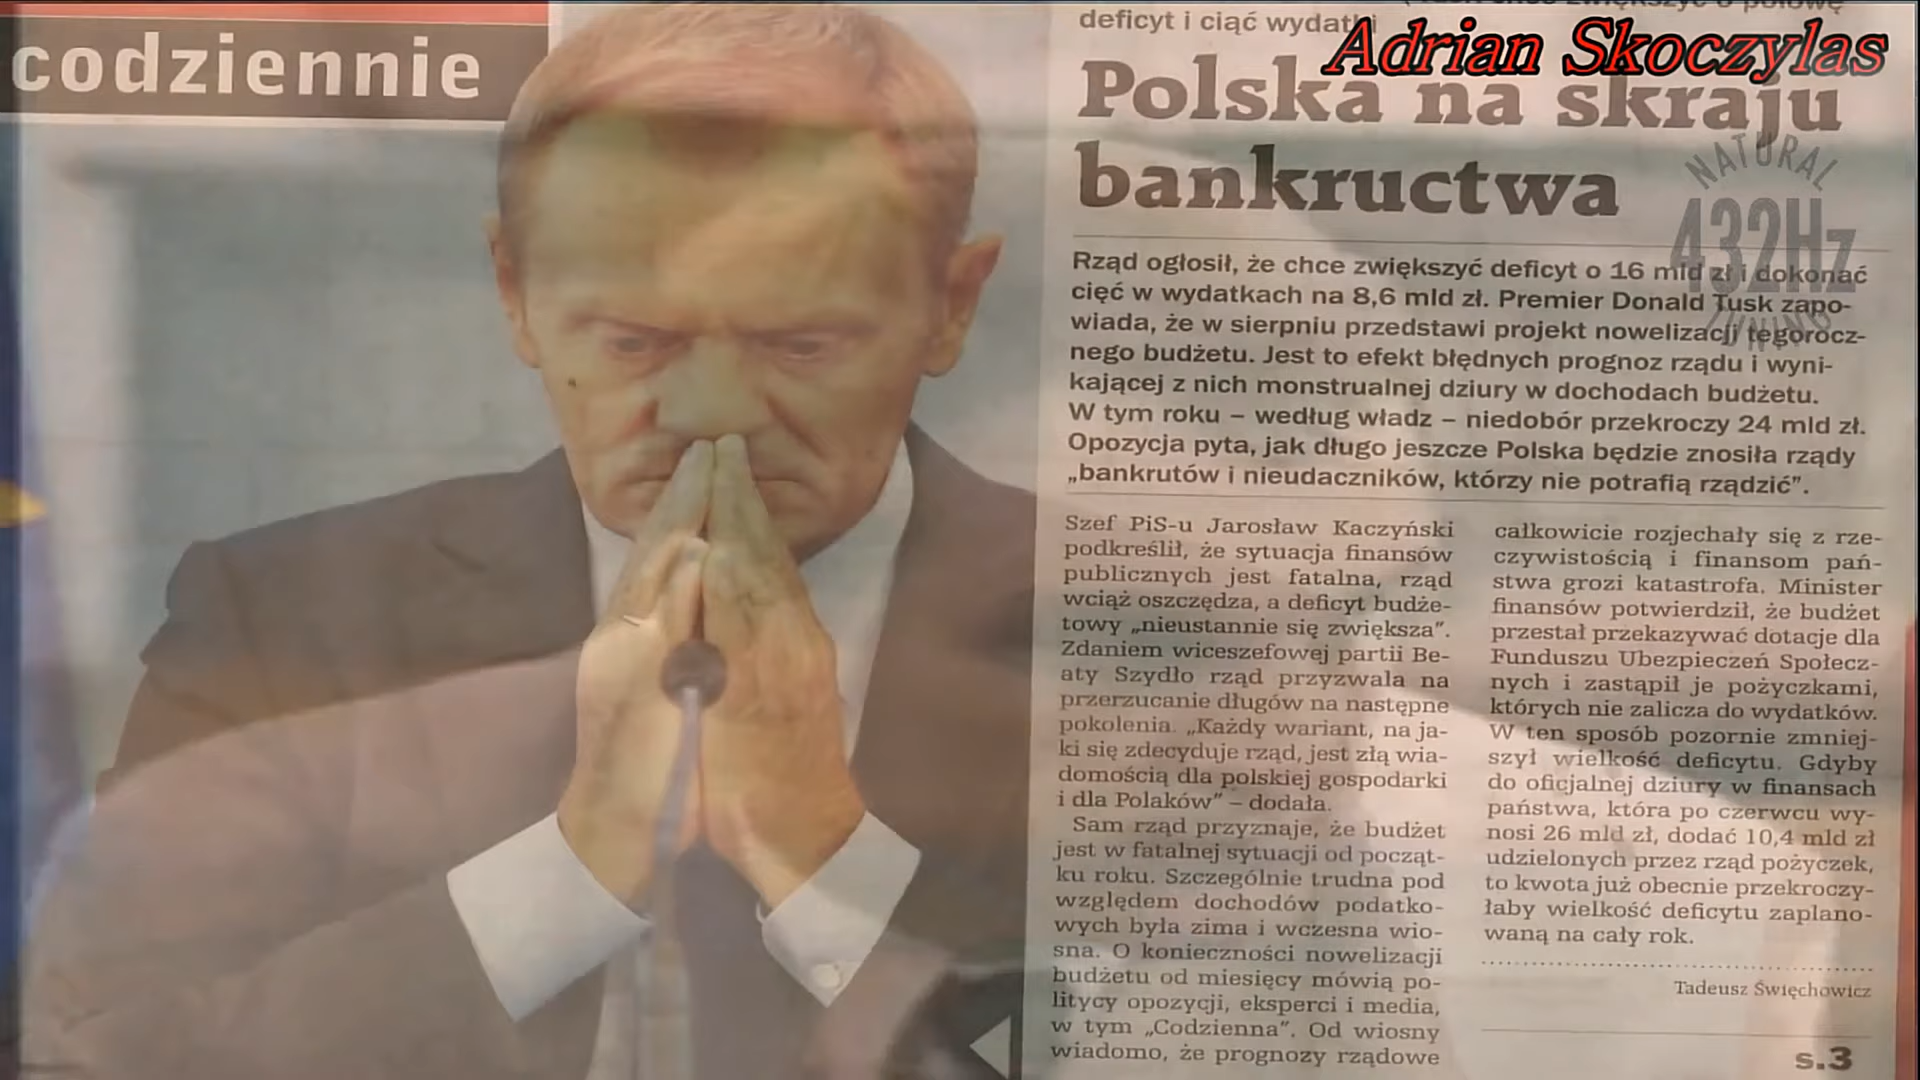 codziennie
deficyt i ciąć wydatki
Adrian Skoczylas
Polska na skraju
bankructwa
NATURAL
432Hz
TUNING
Rząd ogłosił, że chce zwiększyć deficyt o 16 mld zł i dokonać
cięć w wydatkach na 8,6 mld zł. Premier Donald Tusk zapo-
wiada, że w sierpniu przedstawi projekt nowelizacji tegorocz-
nego budżetu. Jest to efekt błędnych prognoz rządu i wyni-
kającej z nich monstrualnej dziury w dochodach budżetu.
W tym roku – według władz – niedobór przekroczy 24 mld zł.
Opozycja pyta, jak długo jeszcze Polska będzie znosiła rządy
„bankrutów i nieudaczników, którzy nie potrafią rządzić”.
Szef PiS-u Jarosław Kaczyński
podkreślił, że sytuacja finansów
publicznych jest fatalna, rząd
wciąż oszczędza, a deficyt budże-
towy „nieustannie się zwiększa”.
Zdaniem wiceszefowej partii Be-
aty Szydło rząd przyzwala na
przerzucanie długów na następne
pokolenia. „Każdy wariant, na ja-
ki się zdecyduje rząd, jest złą wia-
domością dla polskiej gospodarki
i dla Polaków” – dodała.
Sam rząd przyznaje, że budżet
jest w fatalnej sytuacji od począt-
ku roku. Szczególnie trudna pod
względem dochodów podatko-
wych była zima i wczesna wio-
sna. O konieczności nowelizacji
budżetu od miesięcy mówią po-
litycy opozycji, eksperci i media,
w tym „Codzienna”. Od wiosny
wiadomo, że prognozy rządowe
całkowicie rozjechały się z rze-
czywistością i finansom pań-
stwa grozi katastrofa. Minister
finansów potwierdził, że budżet
przestał przekazywać dotacje dla
Funduszu Ubezpieczeń Społecz-
nych i zastąpił je pożyczkami,
których nie zalicza do wydatków.
W ten sposób pozornie zmniej-
szył wielkość deficytu. Gdyby
do oficjalnej dziury w finansach
państwa, która po czerwcu wy-
nosi 26 mld zł, dodać 10,4 mld zł
udzielonych przez rząd pożyczek,
to kwota już obecnie przekroczy-
łaby wielkość deficytu zaplano-
waną na cały rok.
Tadeusz Święchowicz
s.3